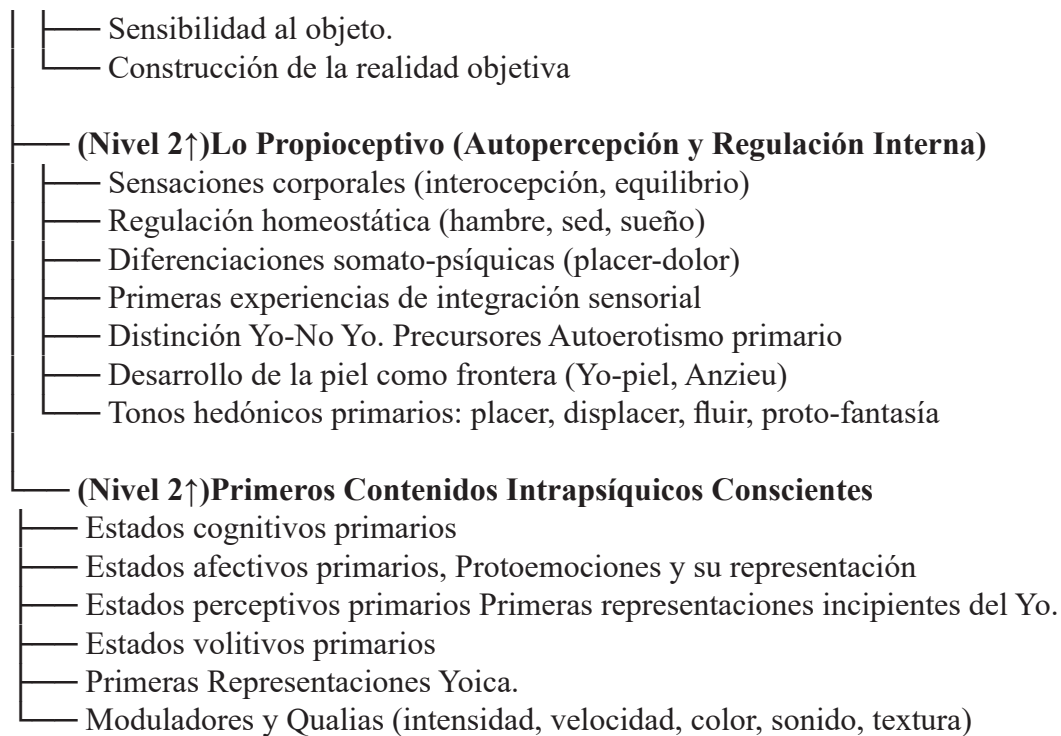 Sensibilidad al objeto.
Construcción de la realidad objetiva
(Nivel 2↑)Lo Propioceptivo (Autopercepción y Regulación Interna)
Sensaciones corporales (interocepción, equilibrio)
Regulación homeostática (hambre, sed, sueño)
Diferenciaciones somato-psíquicas (placer-dolor)
Primeras experiencias de integración sensorial
Distinción Yo-No Yo. Precursores Autoerotismo primario
Desarrollo de la piel como frontera (Yo-piel, Anzieu)
Tonos hedónicos primarios: placer, displacer, fluir, proto-fantasía
(Nivel 2↑)Primeros Contenidos Intrapsíquicos Conscientes
Estados cognitivos primarios
Estados afectivos primarios, Protoemociones y su representación
Estados perceptivos primarios Primeras representaciones incipientes del Yo.
Estados volitivos primarios
Primeras Representaciones Yoica.
Moduladores y Qualias (intensidad, velocidad, color, sonido, textura)